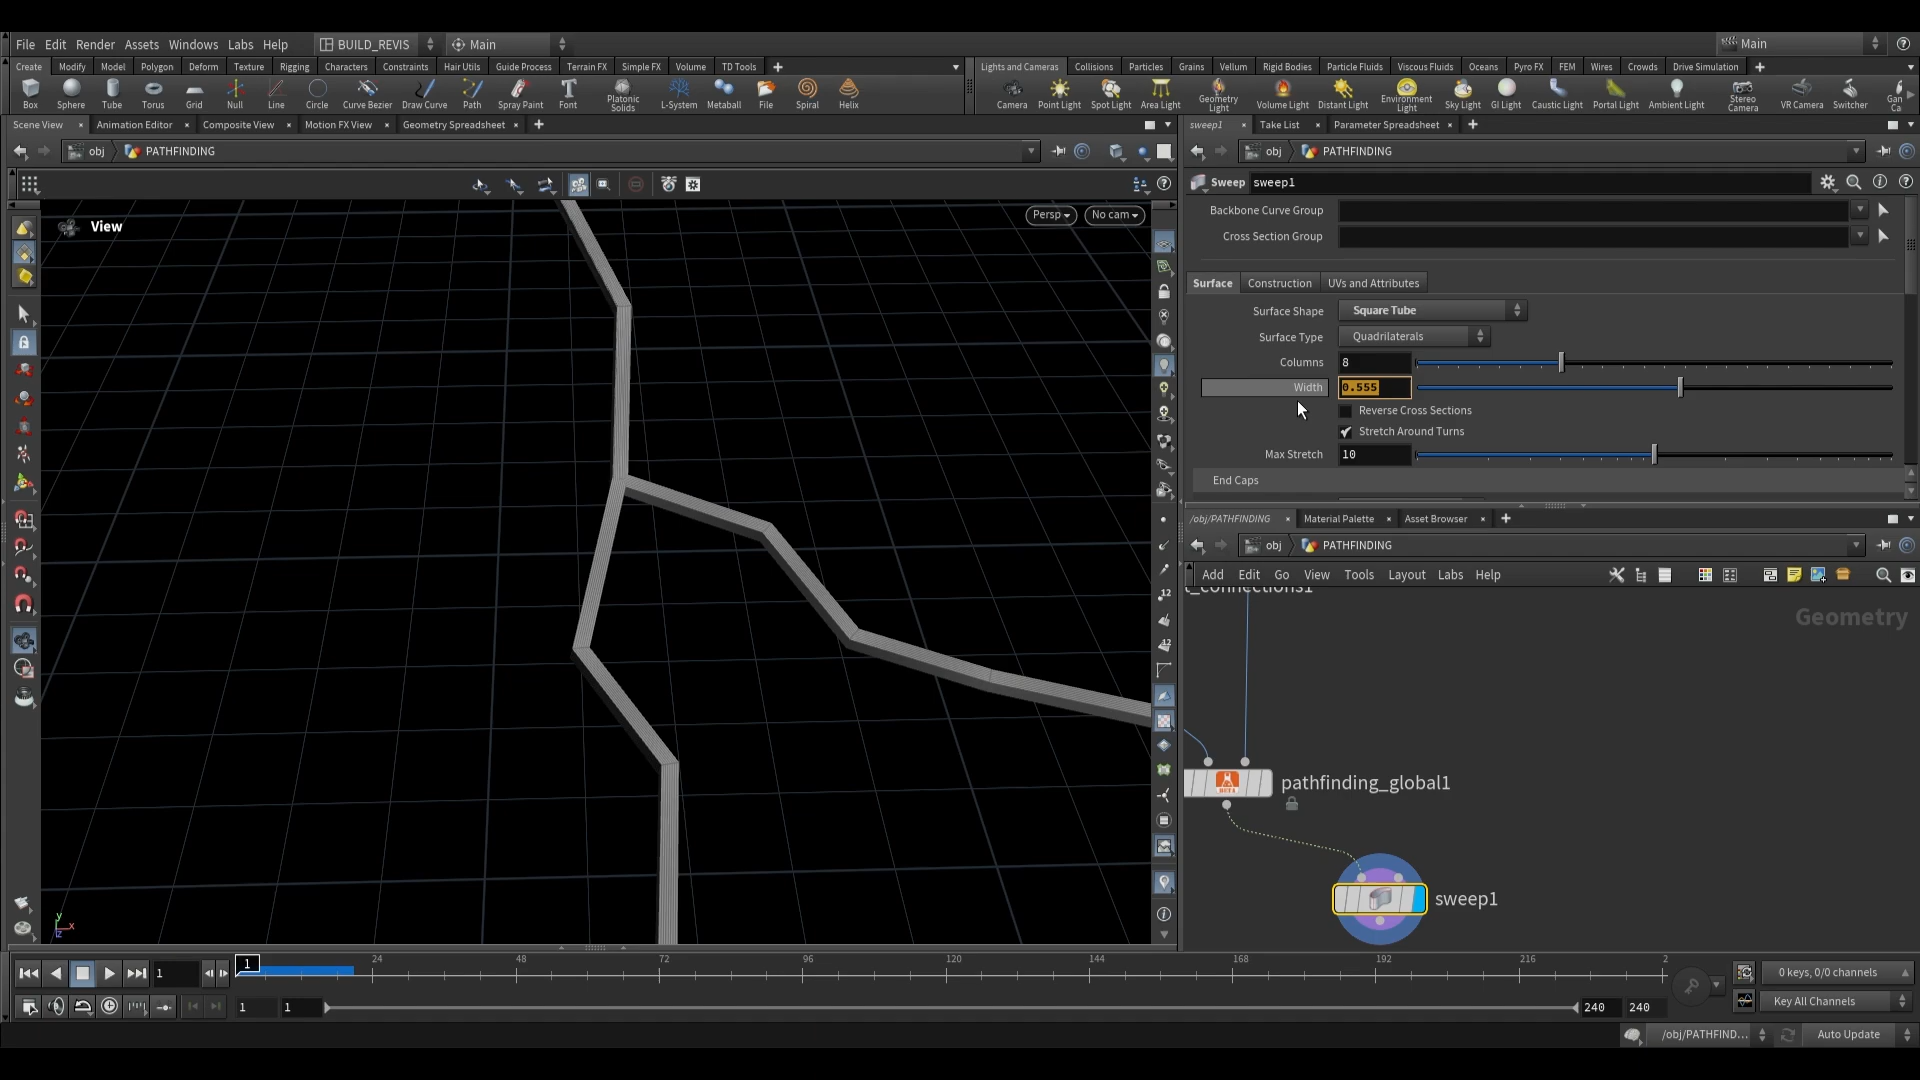 File Edit Render Assets Windows Labs Help BUILD_REVIS Main Main
Create Modify Model Polygon Deform Texture Rigging Characters Constraints Hair Utils Guide Process Terrain FX Simple FX Volume TD Tools
Lights and Cameras Collisions Particles Grains Vellum Rigid Bodies Particle Fluids Viscous Fluids Oceans Pyro FX FEM Wires Crowds Drive Simulation
Box Sphere Tube Torus Grid Null Line Circle Curve Bezier Draw Curve Path Spray Paint Font Platonic Solids L-System Metaball File Spiral Helix
Camera Point Light Spot Light Area Light Geometry Light Volume Light Distant Light Environment Light Sky Light GI Light Caustic Light Portal Light Ambient Light Stereo Camera VR Camera Switcher Gan Ca
Scene View Animation Editor Composite View Motion FX View Geometry Spreadsheet
sweep1 Take List Parameter Spreadsheet
obj PATHFINDING
obj PATHFINDING
Sweep sweep1
View
Persp No cam
Backbone Curve Group
Cross Section Group
Surface Construction UVs and Attributes
Surface Shape Square Tube
Surface Type Quadrilaterals
Columns 8
Width 0.555
Reverse Cross Sections
Stretch Around Turns
Max Stretch 10
End Caps
/obj/PATHFINDING Material Palette Asset Browser
obj PATHFINDING
Add Edit Go View Tools Layout Labs Help
t_connections1
Geometry
pathfinding_global1
sweep1
y
x
z
1 1 24 48 72 96 120 144 168 192 216 2
0 keys, 0/0 channels
1 1 240 240
Key All Channels
/obj/PATHFIND... Auto Update